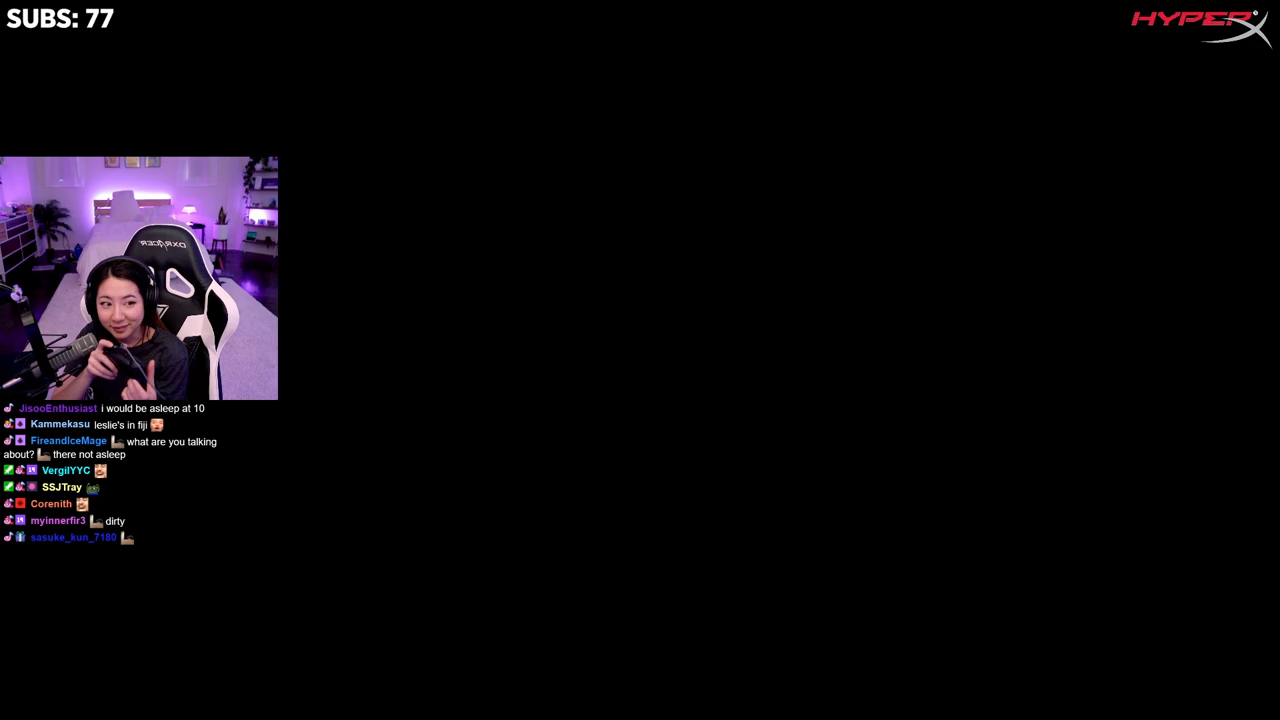 SUBS: 77
HYPERX
DXRACER
JisooEnthusiast i would be asleep at 10
Kammekasu leslie's in fiji
FireandIceMage what are you talking
about? there not asleep
VergilYYC
SSJTray
Corenith
myinnerfir3 dirty
sasuke_kun_7180